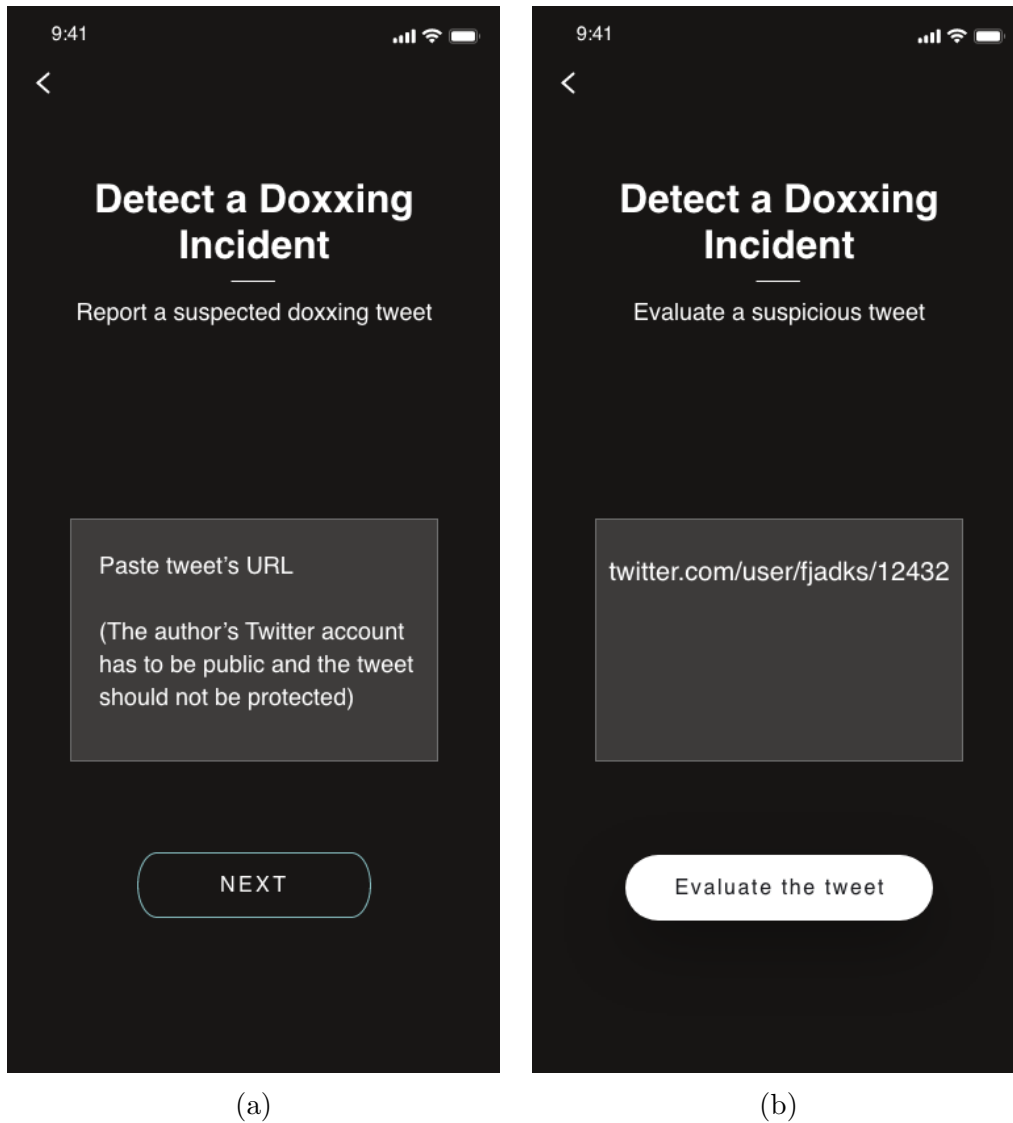 9:41
Detect a Doxxing
Incident
Report a suspected doxxing tweet
Paste tweet’s URL
(The author’s Twitter account
has to be public and the tweet
should not be protected)
NEXT
(a)
9:41
Detect a Doxxing
Incident
Evaluate a suspicious tweet
twitter.com/user/fjadks/12432
Evaluate the tweet
(b)